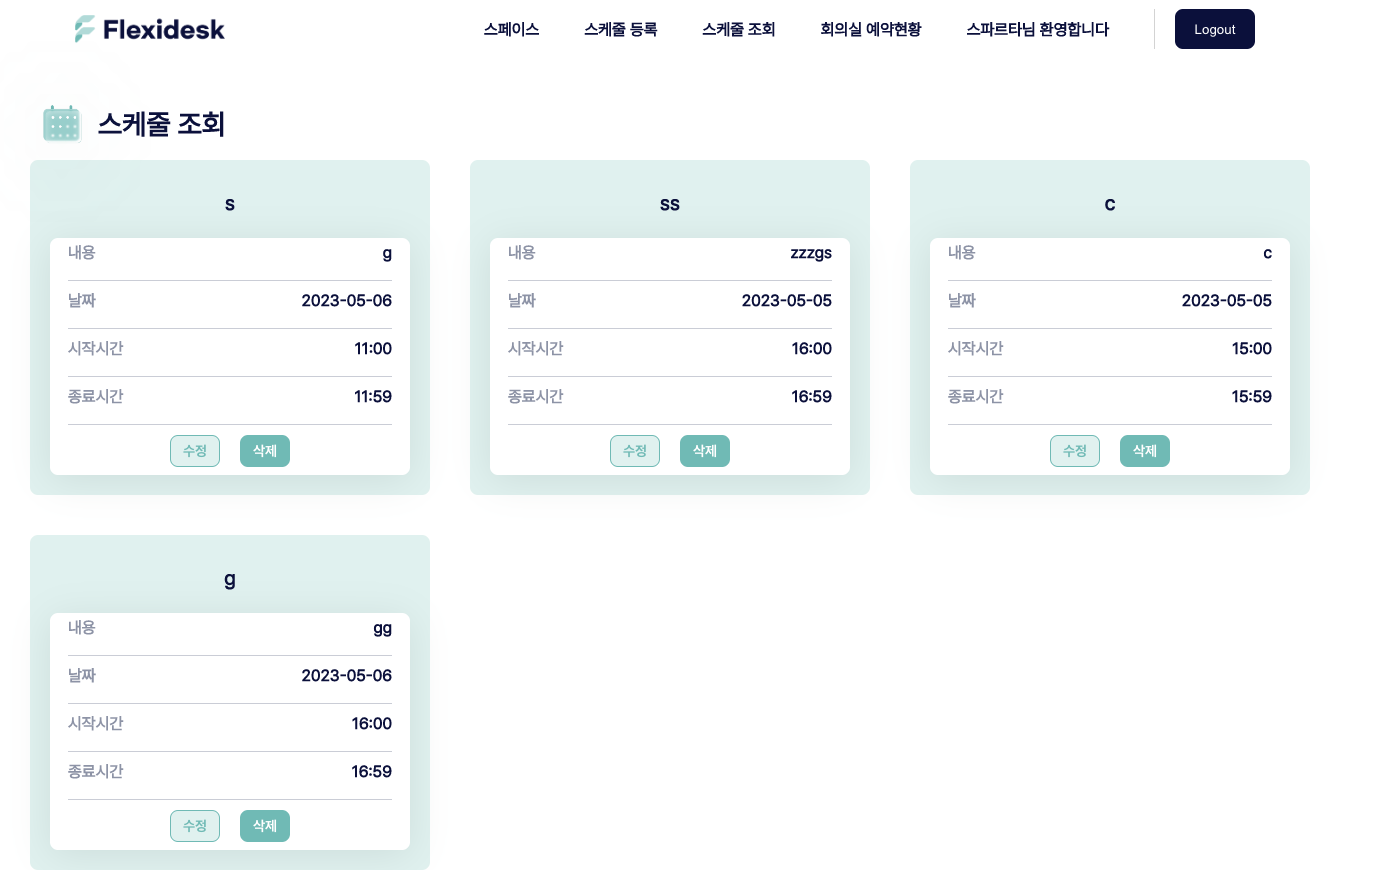 Flexidesk 스페이스 스케줄 등록 스케줄 조회 회의실 예약현황 스파르타님 환영합니다 Logout
스케줄 조회
s
내용 g
날짜 2023-05-06
시작시간 11:00
종료시간 11:59
수정 삭제
ss
내용 zzzgs
날짜 2023-05-05
시작시간 16:00
종료시간 16:59
수정 삭제
c
내용 c
날짜 2023-05-05
시작시간 15:00
종료시간 15:59
수정 삭제
g
내용 gg
날짜 2023-05-06
시작시간 16:00
종료시간 16:59
수정 삭제